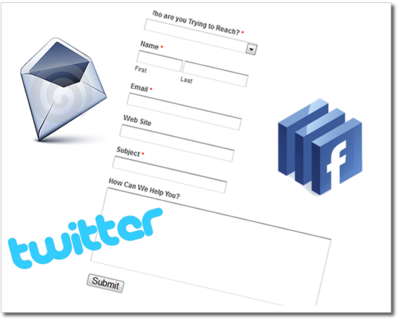 Who are you Trying to Reach? *
Name *
First
Last
Email *
Web Site
Subject *
How Can We Help You?
twitter
f
Submit